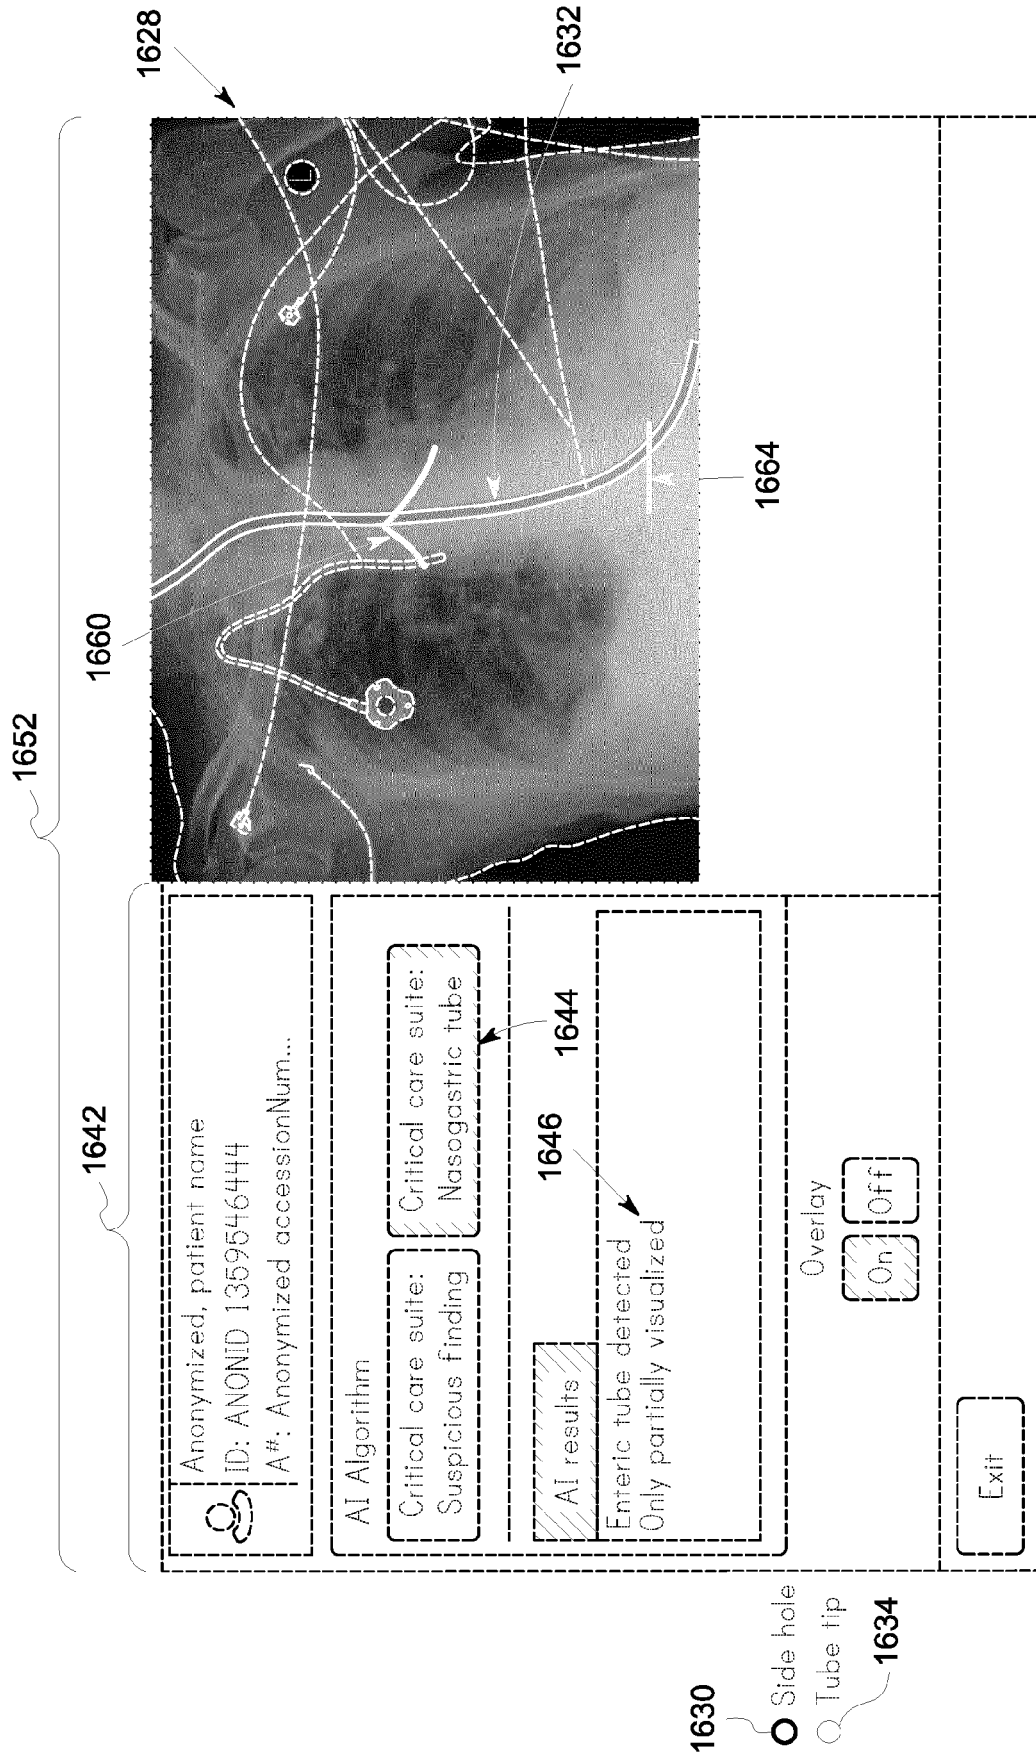 1652
1642
1628
1660
1632
1664
L
Anonymized, patient name
ID: ANONID 1359546444
A#: Anonymized accessionNum...
AI Algorithm
Critical care suite:
Suspicious finding
Critical care suite:
Nasogastric tube
1644
AI results
1646
Enteric tube detected
Only partially visualized
Overlay
On
Off
Exit
1630
Side hole
Tube tip
1634